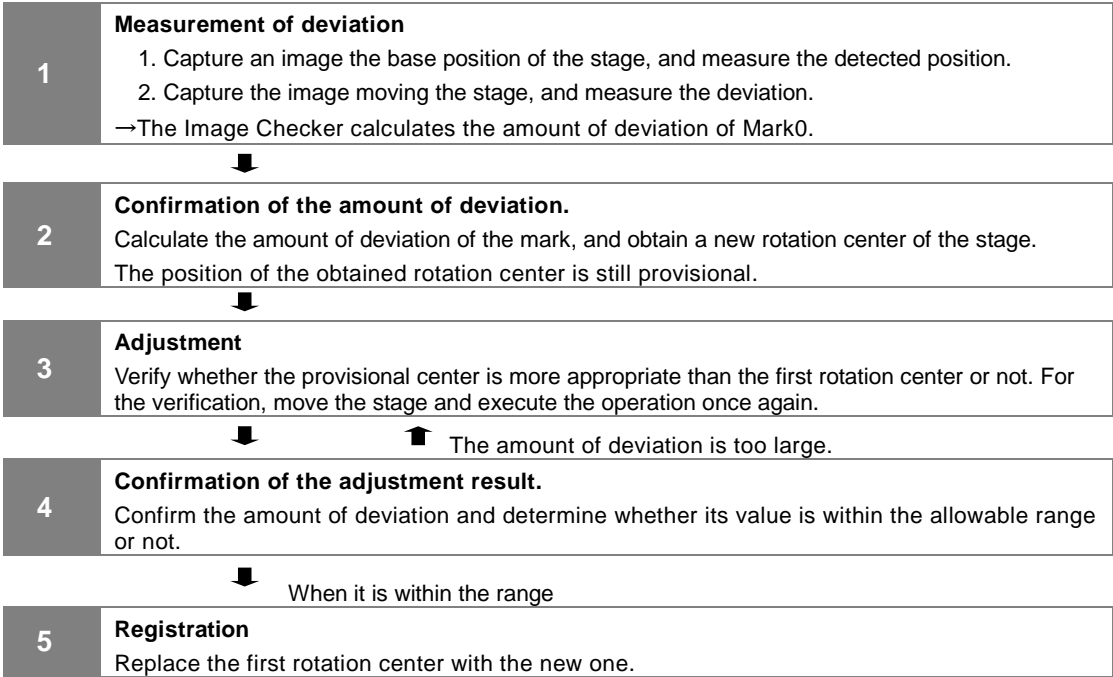 1
Measurement of deviation
1. Capture an image the base position of the stage, and measure the detected position.
2. Capture the image moving the stage, and measure the deviation.
→The Image Checker calculates the amount of deviation of Mark0.
2
Confirmation of the amount of deviation.
Calculate the amount of deviation of the mark, and obtain a new rotation center of the stage.
The position of the obtained rotation center is still provisional.
3
Adjustment
Verify whether the provisional center is more appropriate than the first rotation center or not. For
the verification, move the stage and execute the operation once again.
The amount of deviation is too large.
4
Confirmation of the adjustment result.
Confirm the amount of deviation and determine whether its value is within the allowable range
or not.
When it is within the range
5
Registration
Replace the first rotation center with the new one.